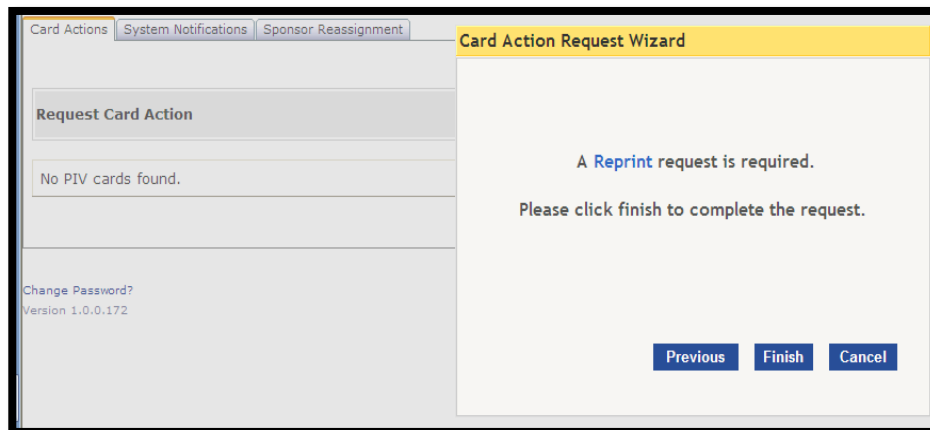 Card Actions
System Notifications
Sponsor Reassignment
Request Card Action
No PIV cards found.
Change Password?
Version 1.0.0.172
Card Action Request Wizard
A Reprint request is required.
Please click finish to complete the request.
Previous
Finish
Cancel